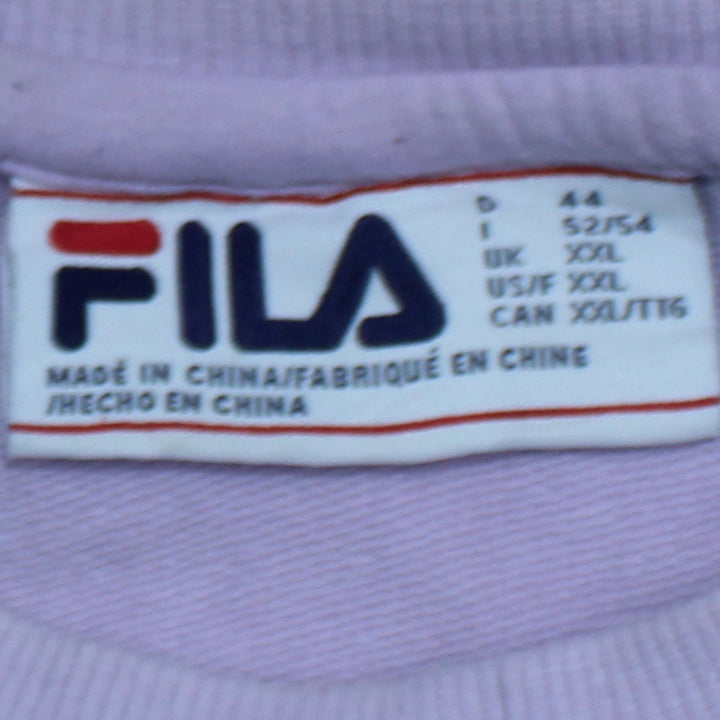 FILA
D 44
I 52/54
UK XXL
US/F XXL
CAN XXL/TTG
MADE IN CHINA/FABRIQUÉ EN CHINE
/HECHO EN CHINA